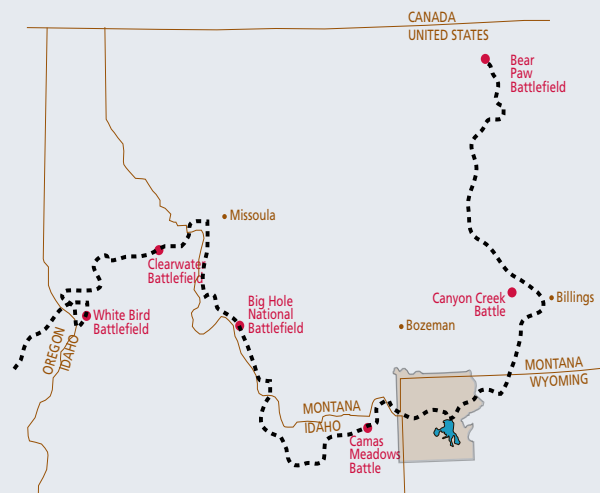 CANADA
UNITED STATES
Bear
Paw
Battlefield
Missoula
Clearwater
Battlefield
White Bird
Battlefield
Big Hole
National
Battlefield
Canyon Creek
Battle
Billings
Bozeman
OREGON
IDAHO
MONTANA
WYOMING
MONTANA
IDAHO
Camas
Meadows
Battle